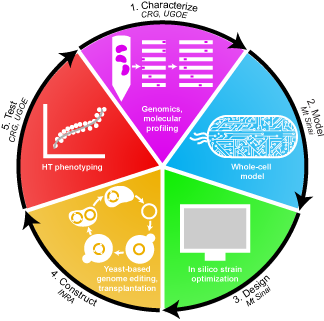 1. Characterize
CRG, UGOE
Genomics,
molecular
profiling
2. Model
Mt Sinai
Whole-cell
model
3. Design
Mt Sinai
In silico strain
optimization
4. Construct
INRA
Yeast-based
genome editing,
transplantation
5. Test
CRG, UGOE
HT phenotyping